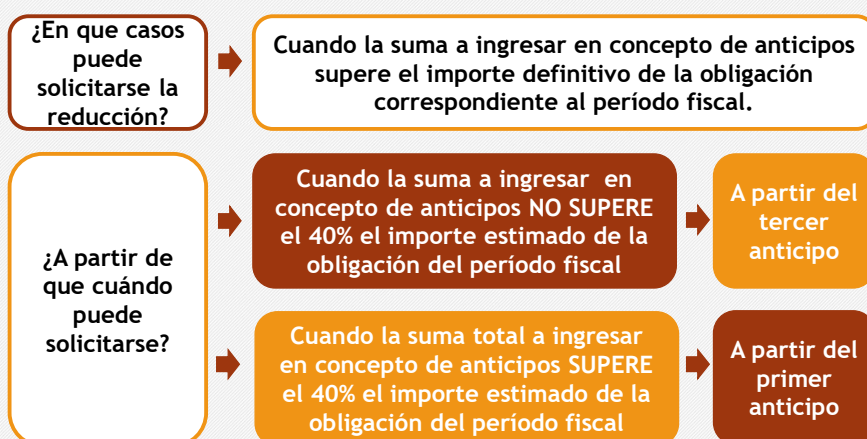 ¿En que casos
puede
solicitarse la
reducción?
Cuando la suma a ingresar en concepto de anticipos
supere el importe definitivo de la obligación
correspondiente al período fiscal.
¿A partir de
que cuándo
puede
solicitarse?
Cuando la suma a ingresar en
concepto de anticipos NO SUPERE
el 40% el importe estimado de la
obligación del período fiscal
A partir del
tercer
anticipo
Cuando la suma total a ingresar
en concepto de anticipos SUPERE
el 40% el importe estimado de la
obligación del período fiscal
A partir del
primer
anticipo